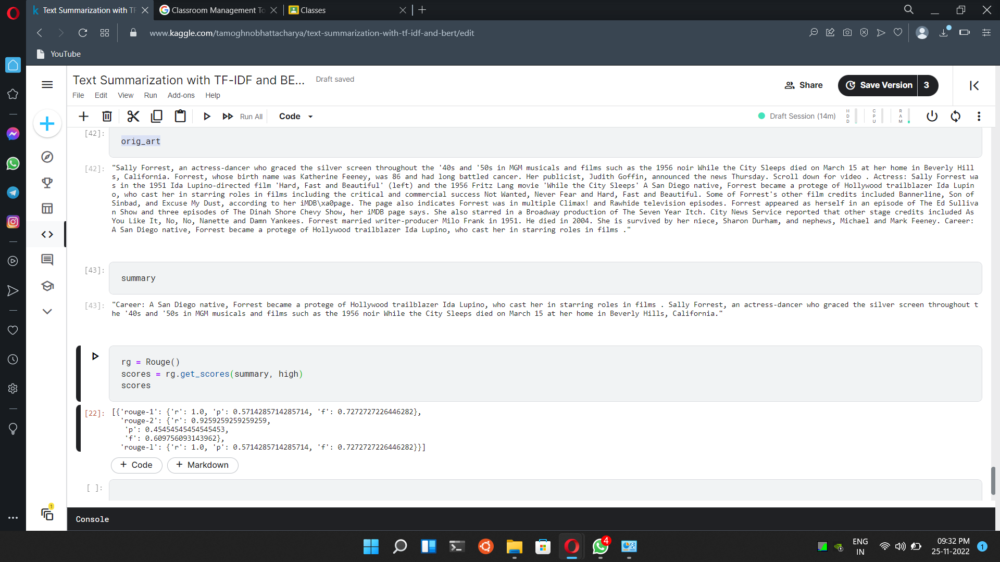 Text Summarization with TF
Classroom Management To
Classes
www.kaggle.com/tamoghnobhattacharya/text-summarization-with-tf-idf-and-bert/edit
YouTube
Text Summarization with TF-IDF and BE...
Draft saved
Share
Save Version
3
File Edit View Run Add-ons Help
Run All
Code
Draft Session (14m)
HDD
CPU
RAM
[42]:
orig_art
[42]:
"Sally Forrest, an actress-dancer who graced the silver screen throughout the '40s and '50s in MGM musicals and films such as the 1956 noir While the City Sleeps died on March 15 at her home in Beverly Hill
s, California. Forrest, whose birth name was Katherine Feeney, was 86 and had long battled cancer. Her publicist, Judith Goffin, announced the news Thursday. Scroll down for video . Actress: Sally Forrest wa
s in the 1951 Ida Lupino-directed film 'Hard, Fast and Beautiful' (left) and the 1956 Fritz Lang movie 'While the City Sleeps' A San Diego native, Forrest became a protege of Hollywood trailblazer Ida Lupin
o, who cast her in starring roles in films including the critical and commercial success Not Wanted, Never Fear and Hard, Fast and Beautiful. Some of Forrest's other film credits included Bannerline, Son of
Sinbad, and Excuse My Dust, according to her iMDB\xa0page. The page also indicates Forrest was in multiple Climax! and Rawhide television episodes. Forrest appeared as herself in an episode of The Ed Sulliva
n Show and three episodes of The Dinah Shore Chevy Show, her iMDB page says. She also starred in a Broadway production of The Seven Year Itch. City News Service reported that other stage credits included As
You Like It, No, No, Nanette and Damn Yankees. Forrest married writer-producer Milo Frank in 1951. He died in 2004. She is survived by her niece, Sharon Durham, and nephews, Michael and Mark Feeney. Career:
A San Diego native, Forrest became a protege of Hollywood trailblazer Ida Lupino, who cast her in starring roles in films ."
[43]:
summary
[43]:
"Career: A San Diego native, Forrest became a protege of Hollywood trailblazer Ida Lupino, who cast her in starring roles in films . Sally Forrest, an actress-dancer who graced the silver screen throughout t
he '40s and '50s in MGM musicals and films such as the 1956 noir While the City Sleeps died on March 15 at her home in Beverly Hills, California."
rg = Rouge()
scores = rg.get_scores(summary, high)
scores
[22]:
[{'rouge-1': {'r': 1.0, 'p': 0.5714285714285714, 'f': 0.7272727226446282},
'rouge-2': {'r': 0.9259259259259259,
'p': 0.45454545454545453,
'f': 0.609756093143962},
'rouge-l': {'r': 1.0, 'p': 0.5714285714285714, 'f': 0.7272727226446282}}]
+ Code
+ Markdown
[ ]:
1
Console
4
ENG
IN
09:32 PM
25-11-2022
1